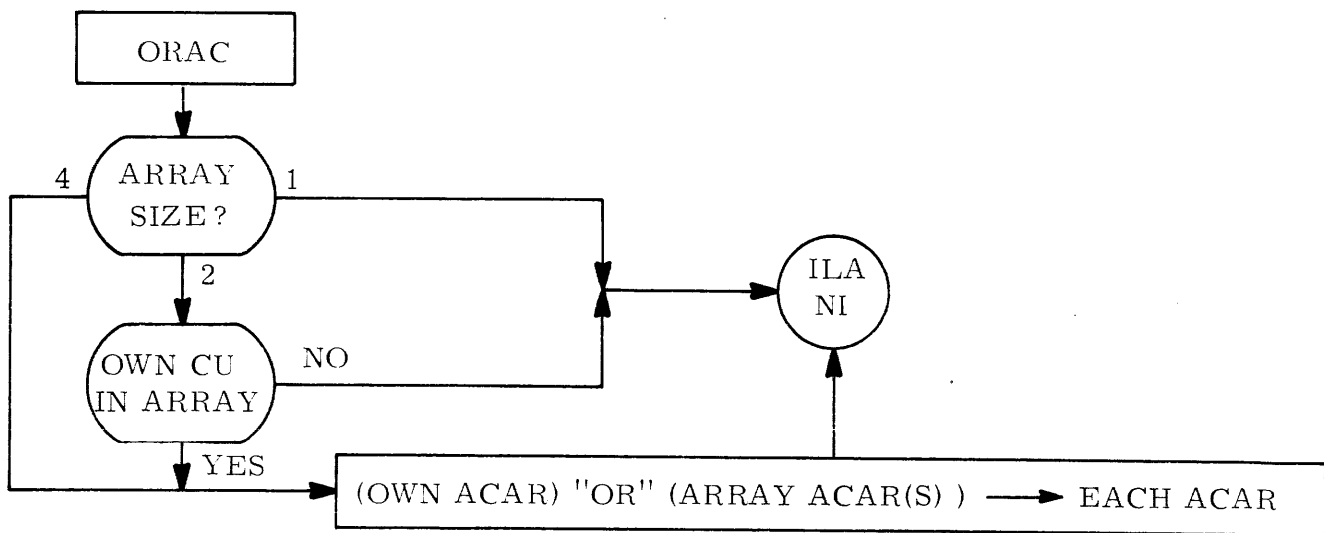 ORAC
4
ARRAY
SIZE?
1
2
ILA
NI
OWN CU
IN ARRAY
NO
YES
(OWN ACAR) "OR" (ARRAY ACAR(S) ) → EACH ACAR